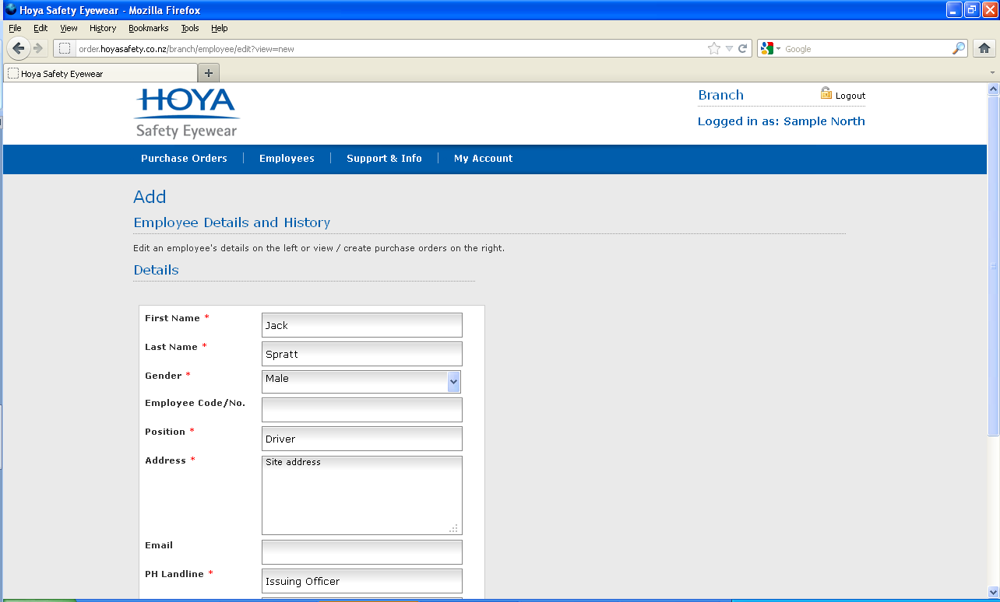 Hoya Safety Eyewear - Mozilla Firefox
File Edit View History Bookmarks Tools Help
order.hoyasafety.co.nz/branch/employee/edit?view=new
Google
Hoya Safety Eyewear
HOYA
Safety Eyewear
Branch
Logout
Logged in as: Sample North
Purchase Orders
Employees
Support & Info
My Account
Add
Employee Details and History
Edit an employee's details on the left or view / create purchase orders on the right.
Details
First Name *
Jack
Last Name *
Spratt
Gender *
Male
Employee Code/No.
Position *
Driver
Address *
Site address
Email
PH Landline *
Issuing Officer